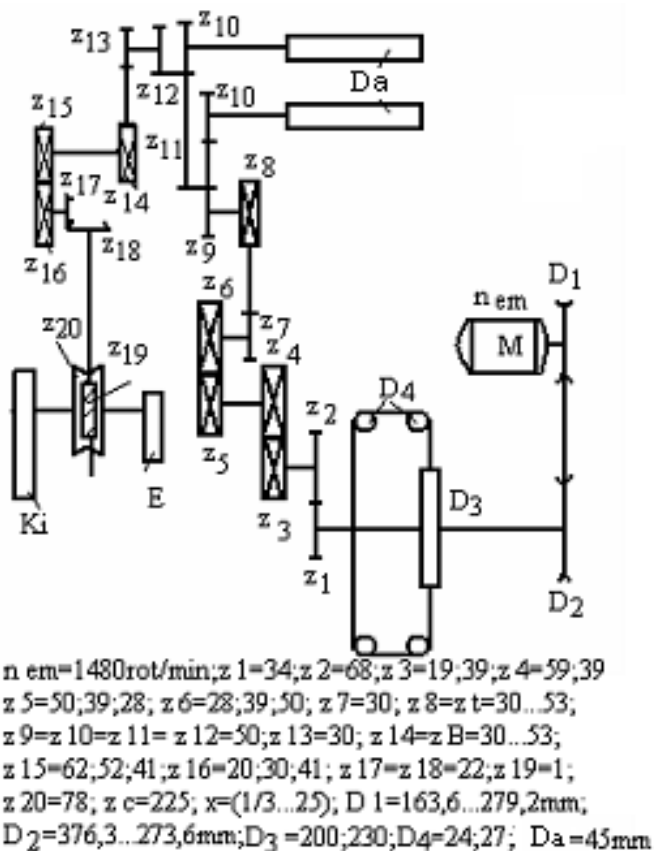 z10
z13
z12
z10
Da
z15
z11
z8
z17
z14
z18
z16
z9
z6
D1
n em
z7
M
z20
z19
z4
D4
z2
z5
E
Ki
D3
z3
z1
D2
n em=1480rot/min;z 1=34;z 2=68;z 3=19;39;z 4=59;39
z 5=50;39;28; z 6=28;39;50; z 7=30; z 8=z t=30...53;
z 9=z 10=z 11= z 12=50;z 13=30; z 14=z B=30...53;
z 15=62;52;41;z 16=20;30;41; z 17=z 18=22;z 19=1;
z 20=78; z c=225; x=(1/3...25); D 1=163,6...279,2mm;
D2=376,3...273,6mm;D3 =200;230;D4=24;27; Da =45mm